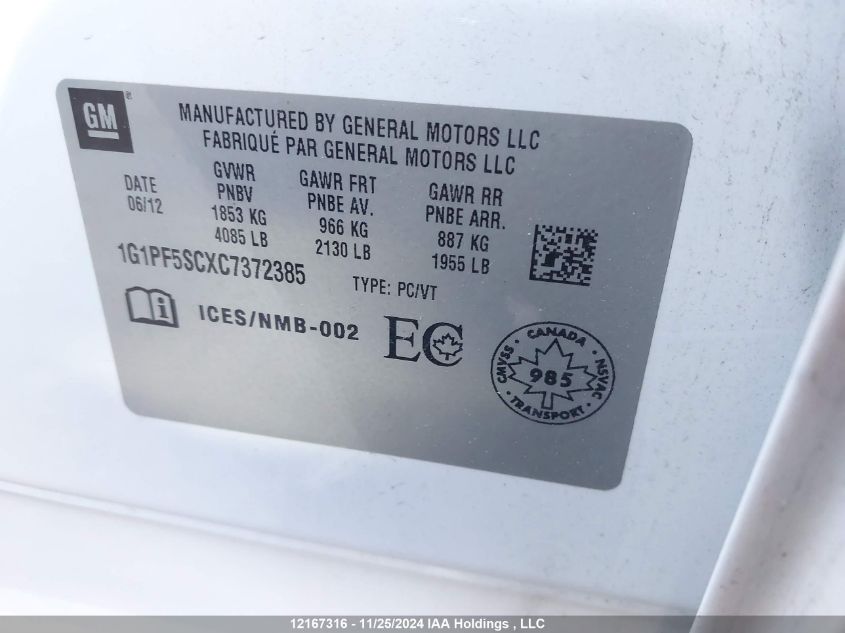 GM
MANUFACTURED BY GENERAL MOTORS LLC
FABRIQUÉ PAR GENERAL MOTORS LLC
DATE
06/12
GVWR
PNBV
1853 KG
4085 LB
GAWR FRT
PNBE AV.
966 KG
2130 LB
GAWR RR
PNBE ARR.
887 KG
1955 LB
1G1PF5SCXC7372385
TYPE: PC/VT
i
ICES/NMB-002
EC
CMVSS · CANADA · NSVAC · TRANSPORT ·
985
12167316 - 11/25/2024 IAA Holdings , LLC